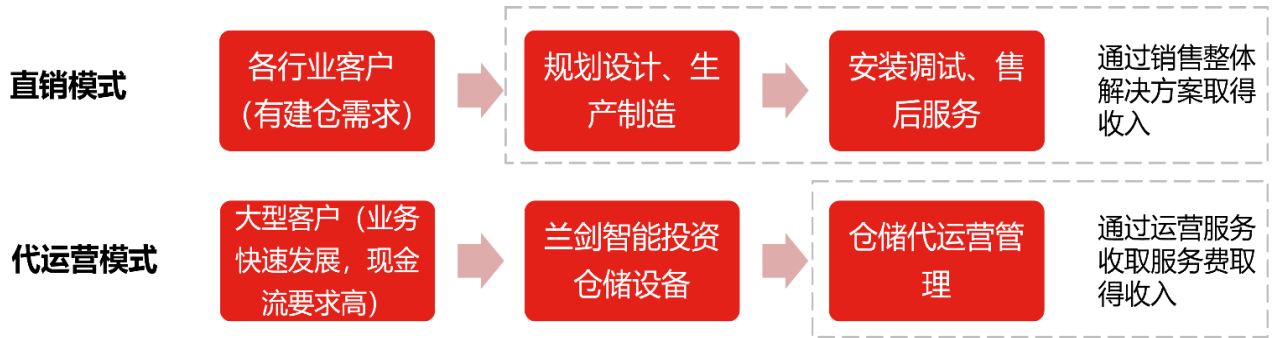 直销模式
各行业客户
（有建仓需求）
规划设计、生
产制造
安装调试、售
后服务
通过销售整体
解决方案取得
收入
代运营模式
大型客户（业务
快速发展，现金
流要求高）
兰剑智能投资
仓储设备
仓储代运营管
理
通过运营服务
收取服务费取
得收入